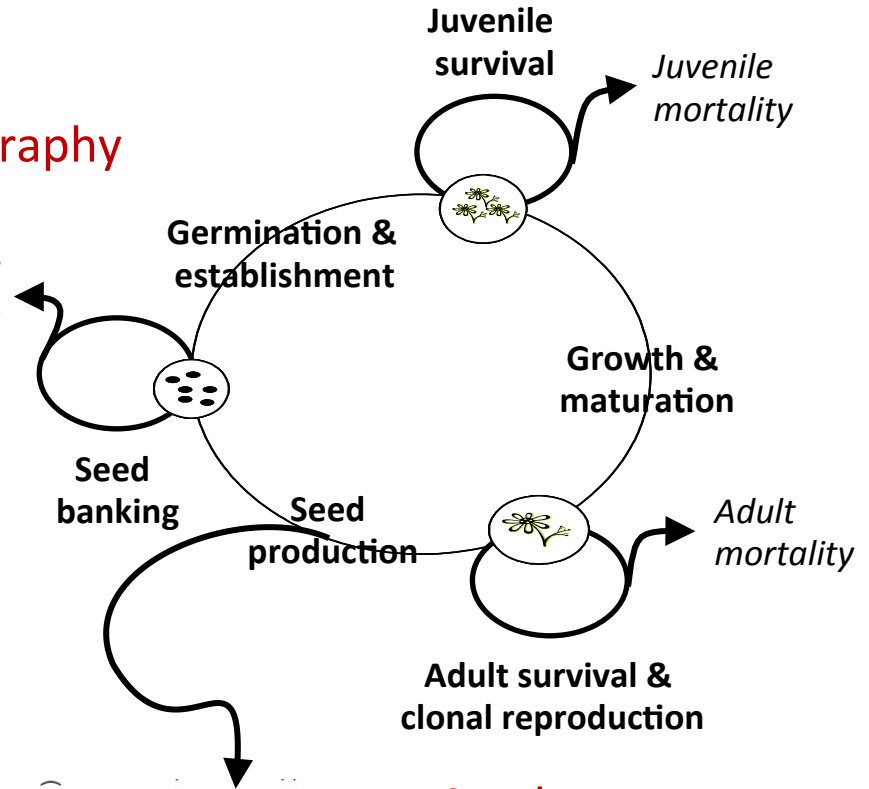 Juvenile
survival
Juvenile
mortality
raphy
Germination &
establishment
Growth &
maturation
Seed
banking
Seed
production
Adult
mortality
Adult survival &
clonal reproduction